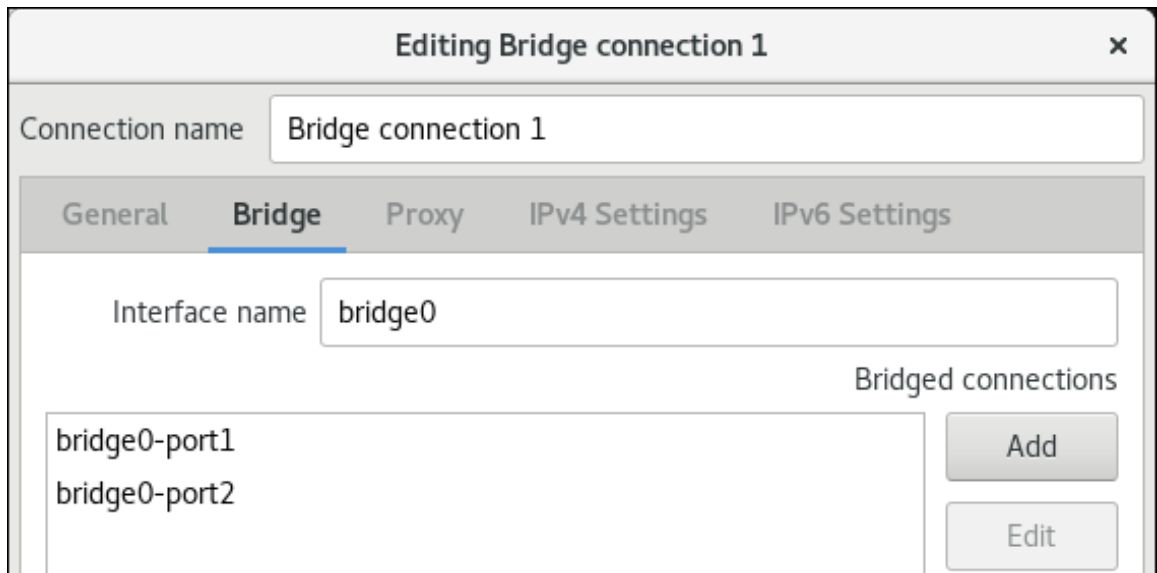 Editing Bridge connection 1
Connection name Bridge connection 1
General Bridge Proxy IPv4 Settings IPv6 Settings
Interface name bridge0
Bridged connections
bridge0-port1
Add
bridge0-port2
Edit